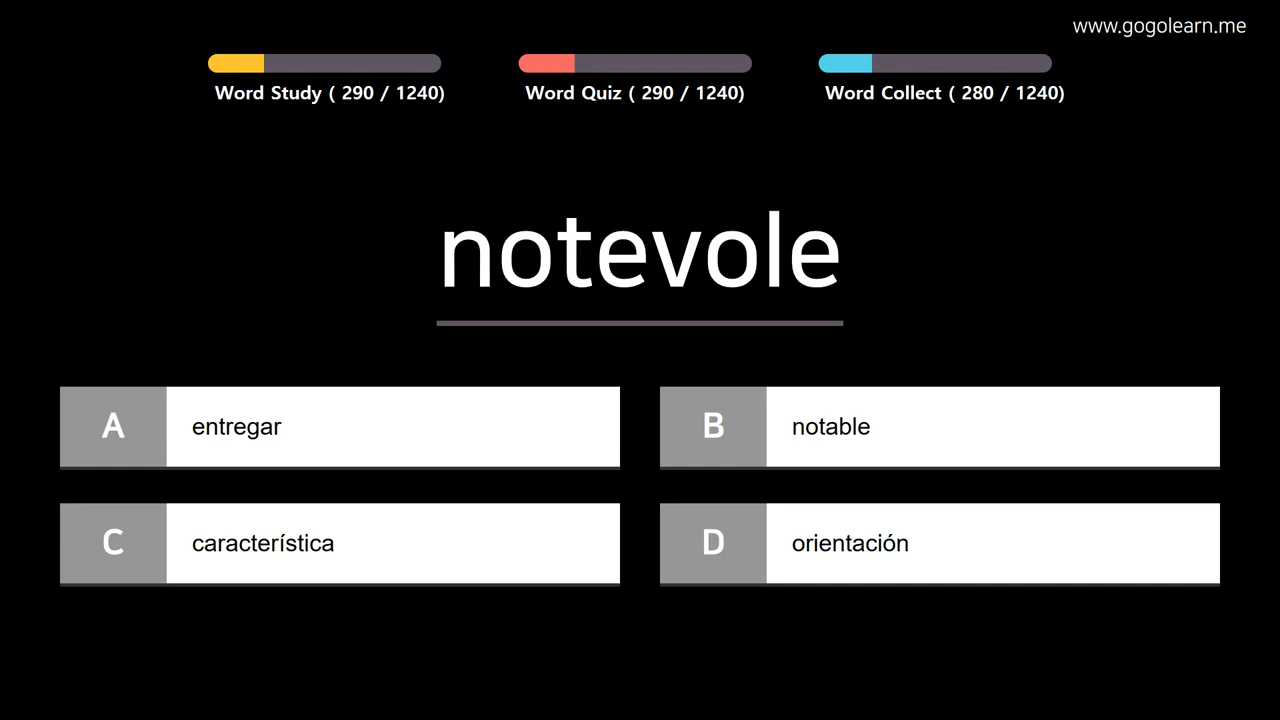 www.gogolearn.me
Word Study ( 290 / 1240)
Word Quiz ( 290 / 1240)
Word Collect ( 280 / 1240)
notevole
A
entregar
B
notable
C
característica
D
orientación